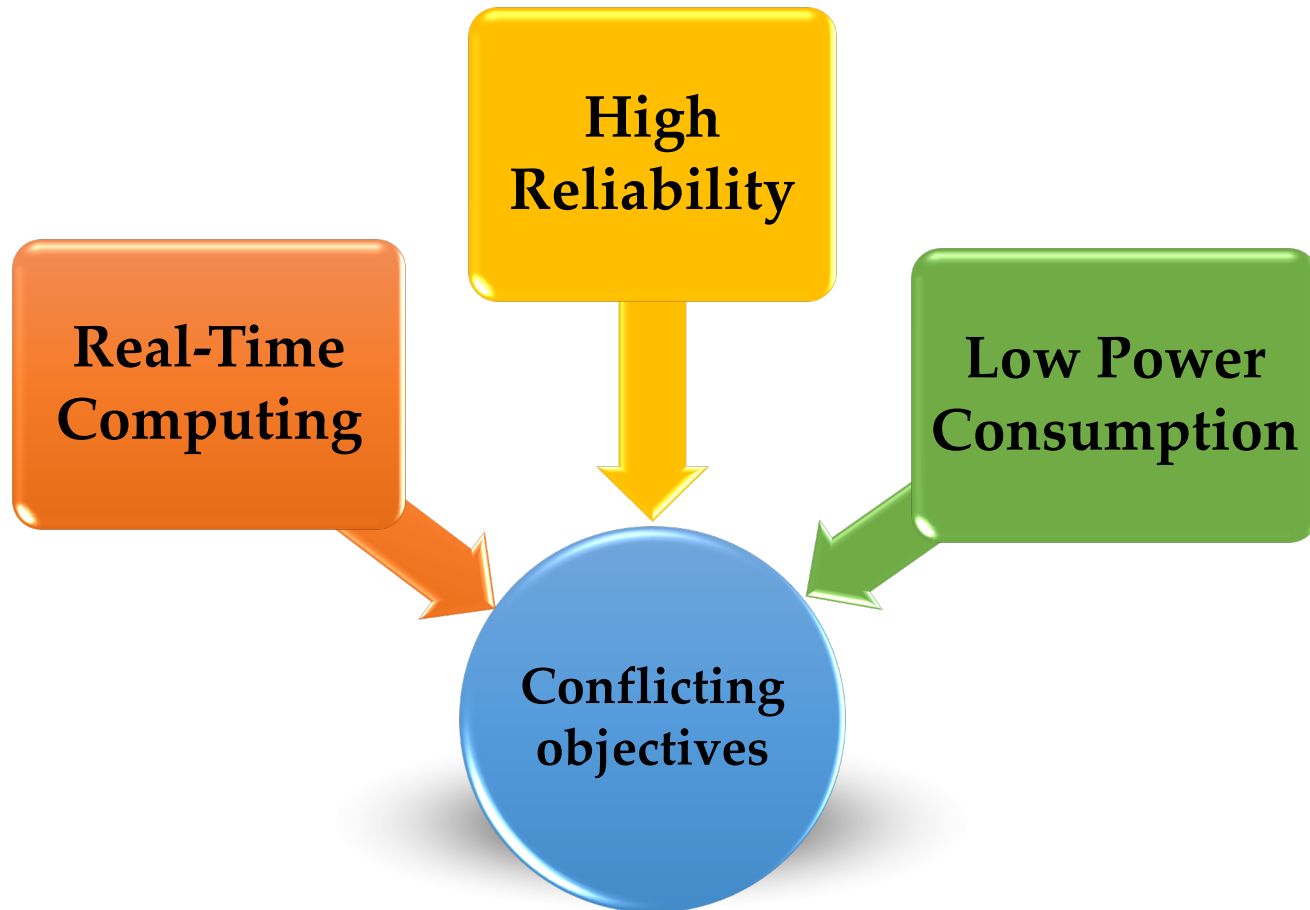 High
Reliability
Real-Time
Computing
Low Power
Consumption
Conflicting
objectives